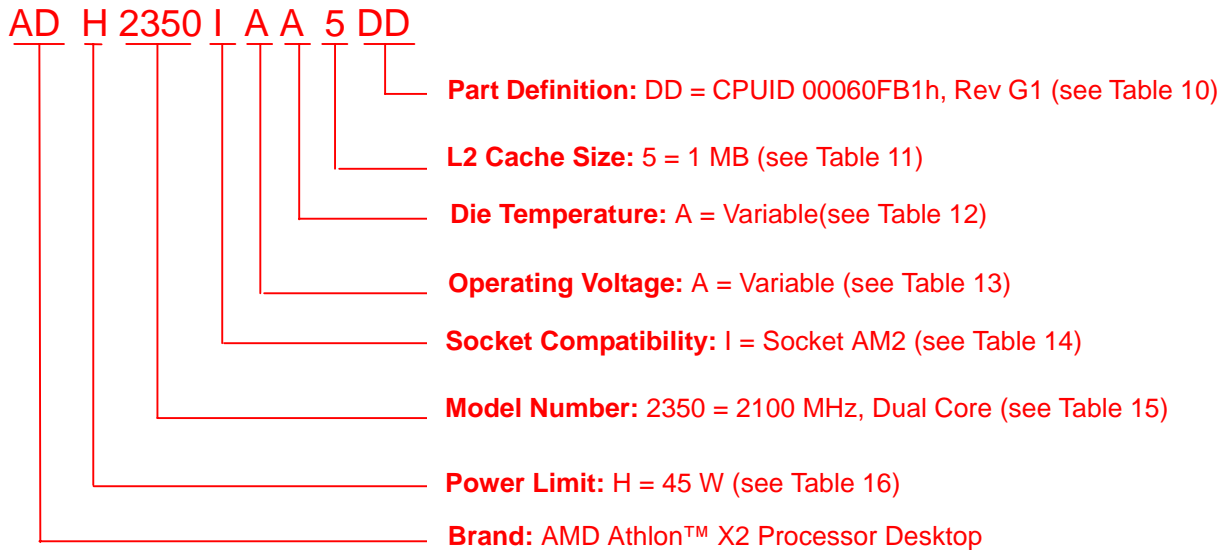 AD H 2350 I A A 5 DD
Part Definition: DD = CPUID 00060FB1h, Rev G1 (see Table 10)
L2 Cache Size: 5 = 1 MB (see Table 11)
Die Temperature: A = Variable(see Table 12)
Operating Voltage: A = Variable (see Table 13)
Socket Compatibility: I = Socket AM2 (see Table 14)
Model Number: 2350 = 2100 MHz, Dual Core (see Table 15)
Power Limit: H = 45 W (see Table 16)
Brand: AMD Athlon™ X2 Processor Desktop